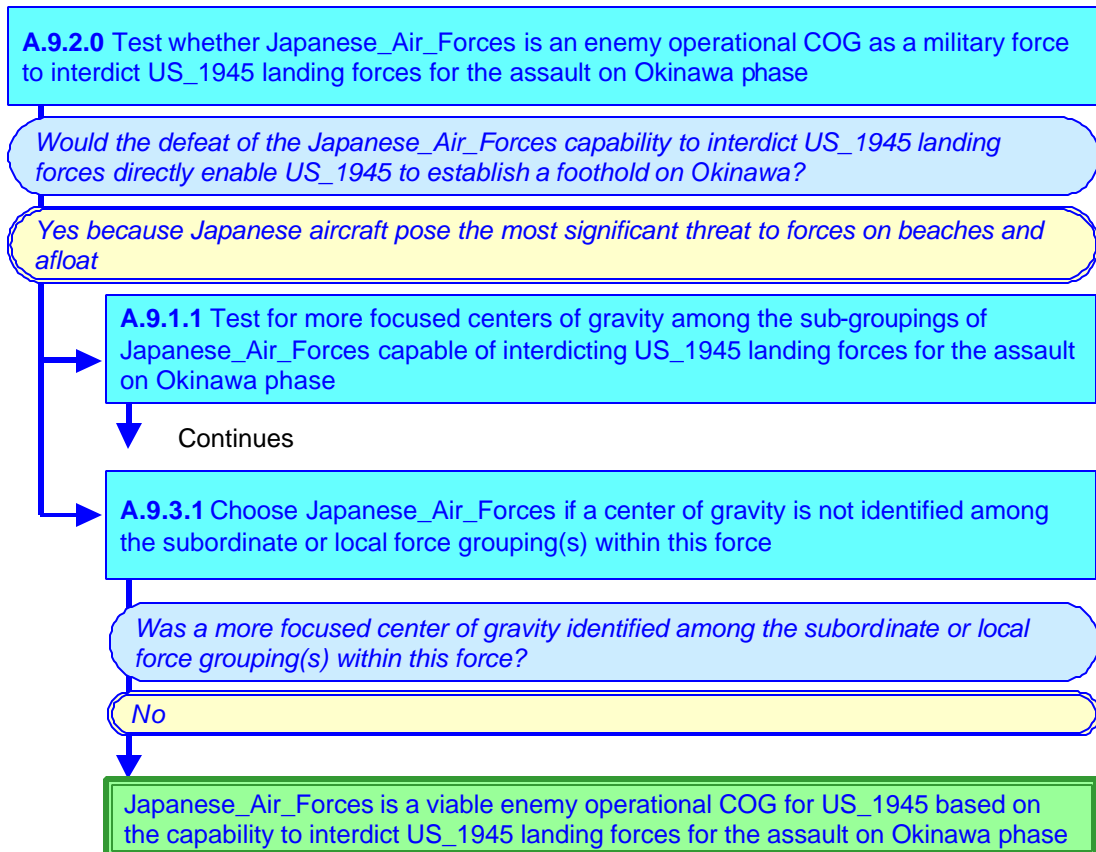 A.9.2.0 Test whether Japanese_Air_Forces is an enemy operational COG as a military force
to interdict US_1945 landing forces for the assault on Okinawa phase
Would the defeat of the Japanese_Air_Forces capability to interdict US_1945 landing
forces directly enable US_1945 to establish a foothold on Okinawa?
Yes because Japanese aircraft pose the most significant threat to forces on beaches and
afloat
A.9.1.1 Test for more focused centers of gravity among the sub-groupings of
Japanese_Air_Forces capable of interdicting US_1945 landing forces for the assault
on Okinawa phase
Continues
A.9.3.1 Choose Japanese_Air_Forces if a center of gravity is not identified among
the subordinate or local force grouping(s) within this force
Was a more focused center of gravity identified among the subordinate or local
force grouping(s) within this force?
No
Japanese_Air_Forces is a viable enemy operational COG for US_1945 based on
the capability to interdict US_1945 landing forces for the assault on Okinawa phase